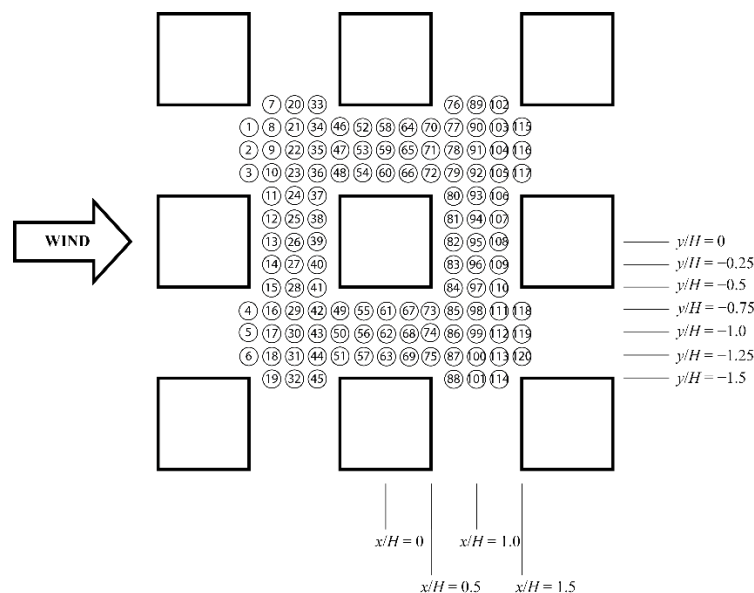 7 20 33 76 89 102
1 8 21 34 46 52 58 64 70 77 90 103 115
2 9 22 35 47 53 59 65 71 78 91 104 116
3 10 23 36 48 54 60 66 72 79 92 105 117
11 24 37 80 93 106
12 25 38 81 94 107
WIND 13 26 39 82 95 108 y/H = 0
14 27 40 83 96 109 y/H = −0.25
15 28 41 84 97 110 y/H = −0.5
4 16 29 42 49 55 61 67 73 85 98 111 118 y/H = −0.75
5 17 30 43 50 56 62 68 74 86 99 112 119 y/H = −1.0
6 18 31 44 51 57 63 69 75 87 100 113 120 y/H = −1.25
19 32 45 88 101 114 y/H = −1.5
x/H = 0 x/H = 1.0
x/H = 0.5 x/H = 1.5